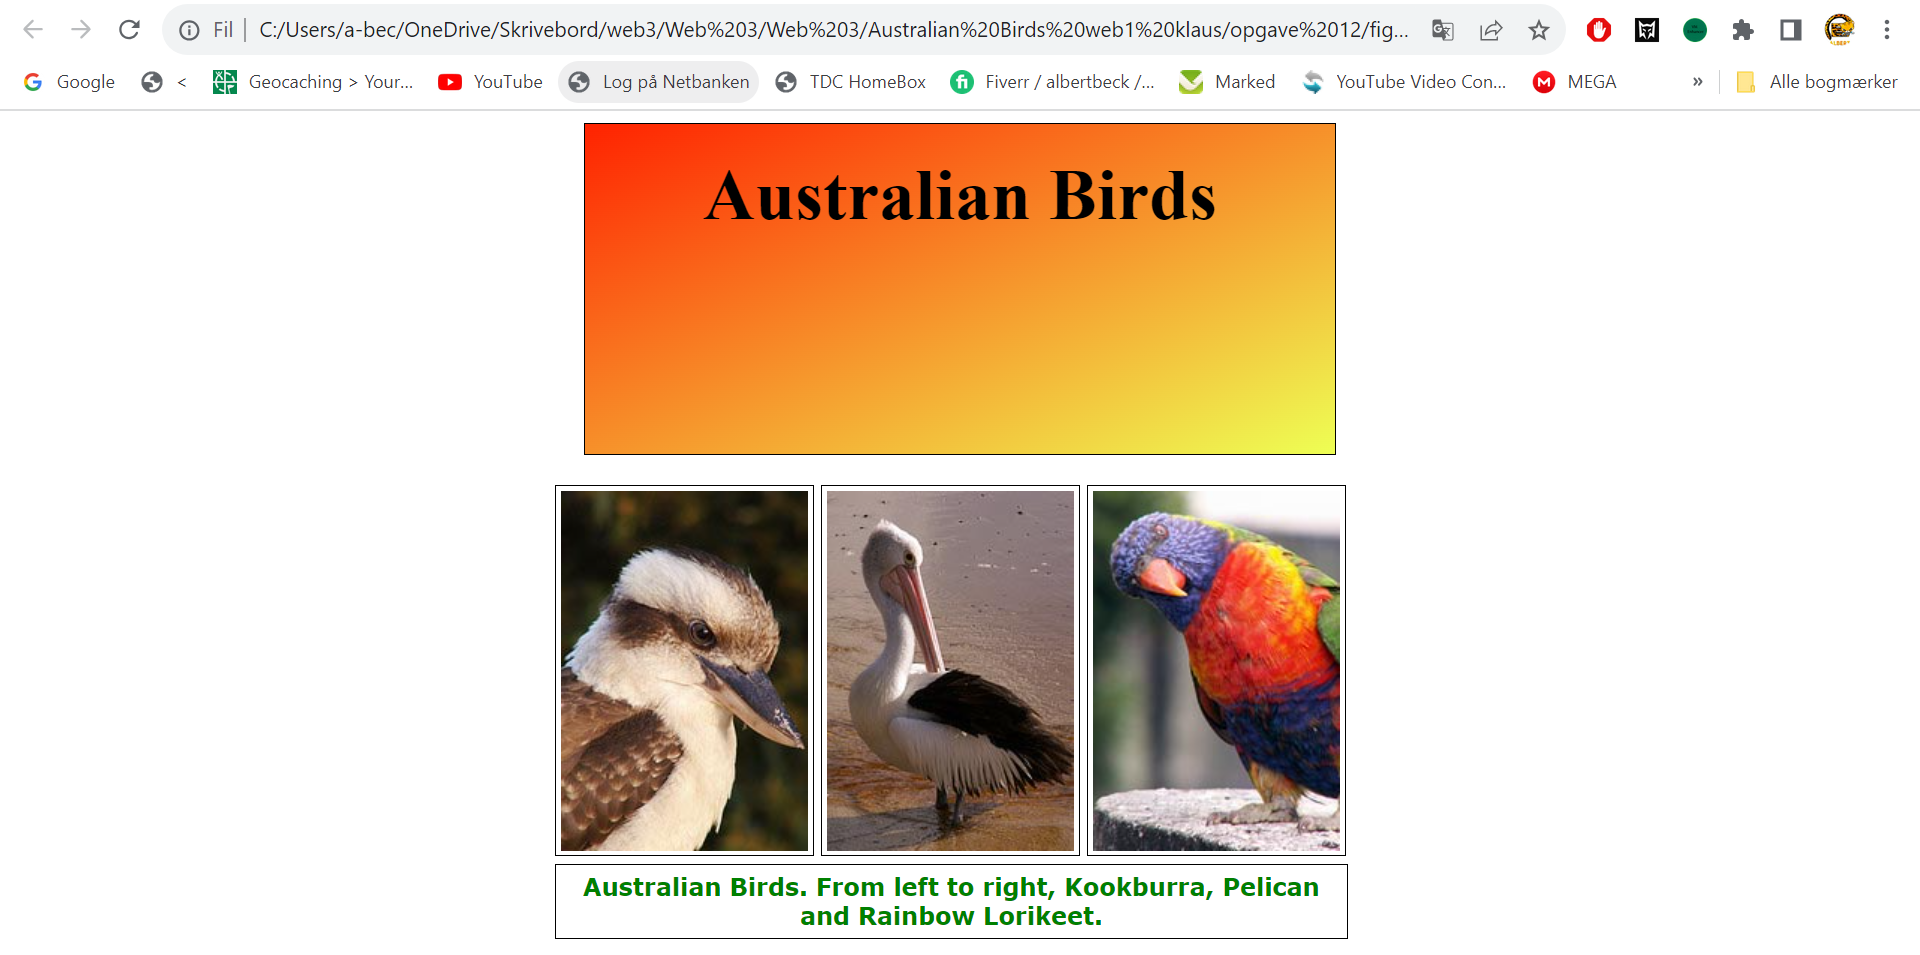 Fil C:/Users/a-bec/OneDrive/Skrivebord/web3/Web%203/Web%203/Australian%20Birds%20web1%20klaus/opgave%2012/fig...
Google < Geocaching > Your... YouTube Log på Netbanken TDC HomeBox Fiverr / albertbeck /... Marked YouTube Video Con... MEGA » Alle bogmærker
Australian Birds
Australian Birds. From left to right, Kookburra, Pelican
and Rainbow Lorikeet.